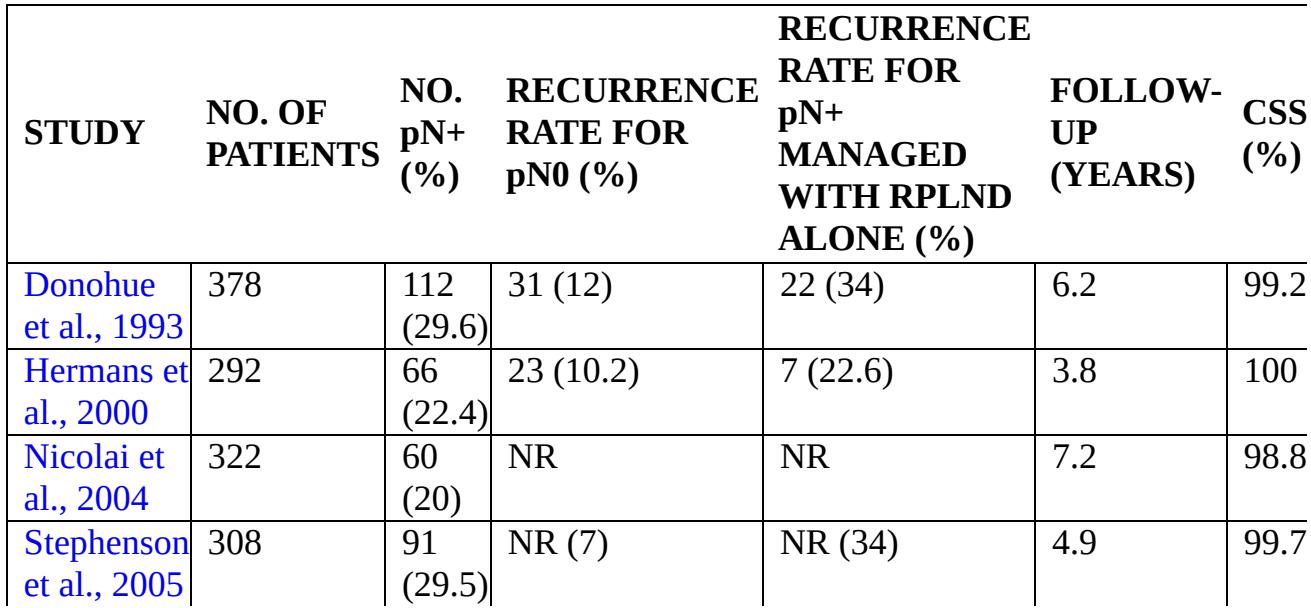 STUDY
NO. OF
PATIENTS
NO.
pN+
(%)
RECURRENCE
RATE FOR
pN0 (%)
RECURRENCE
RATE FOR
pN+
MANAGED
WITH RPLND
ALONE (%)
FOLLOW-
UP
(YEARS)
CSS
(%)
Donohue
et al., 1993
378
112
(29.6)
31 (12)
22 (34)
6.2
99.2
Hermans et
al., 2000
292
66
(22.4)
23 (10.2)
7 (22.6)
3.8
100
Nicolai et
al., 2004
322
60
(20)
NR
NR
7.2
98.8
Stephenson
et al., 2005
308
91
(29.5)
NR (7)
NR (34)
4.9
99.7